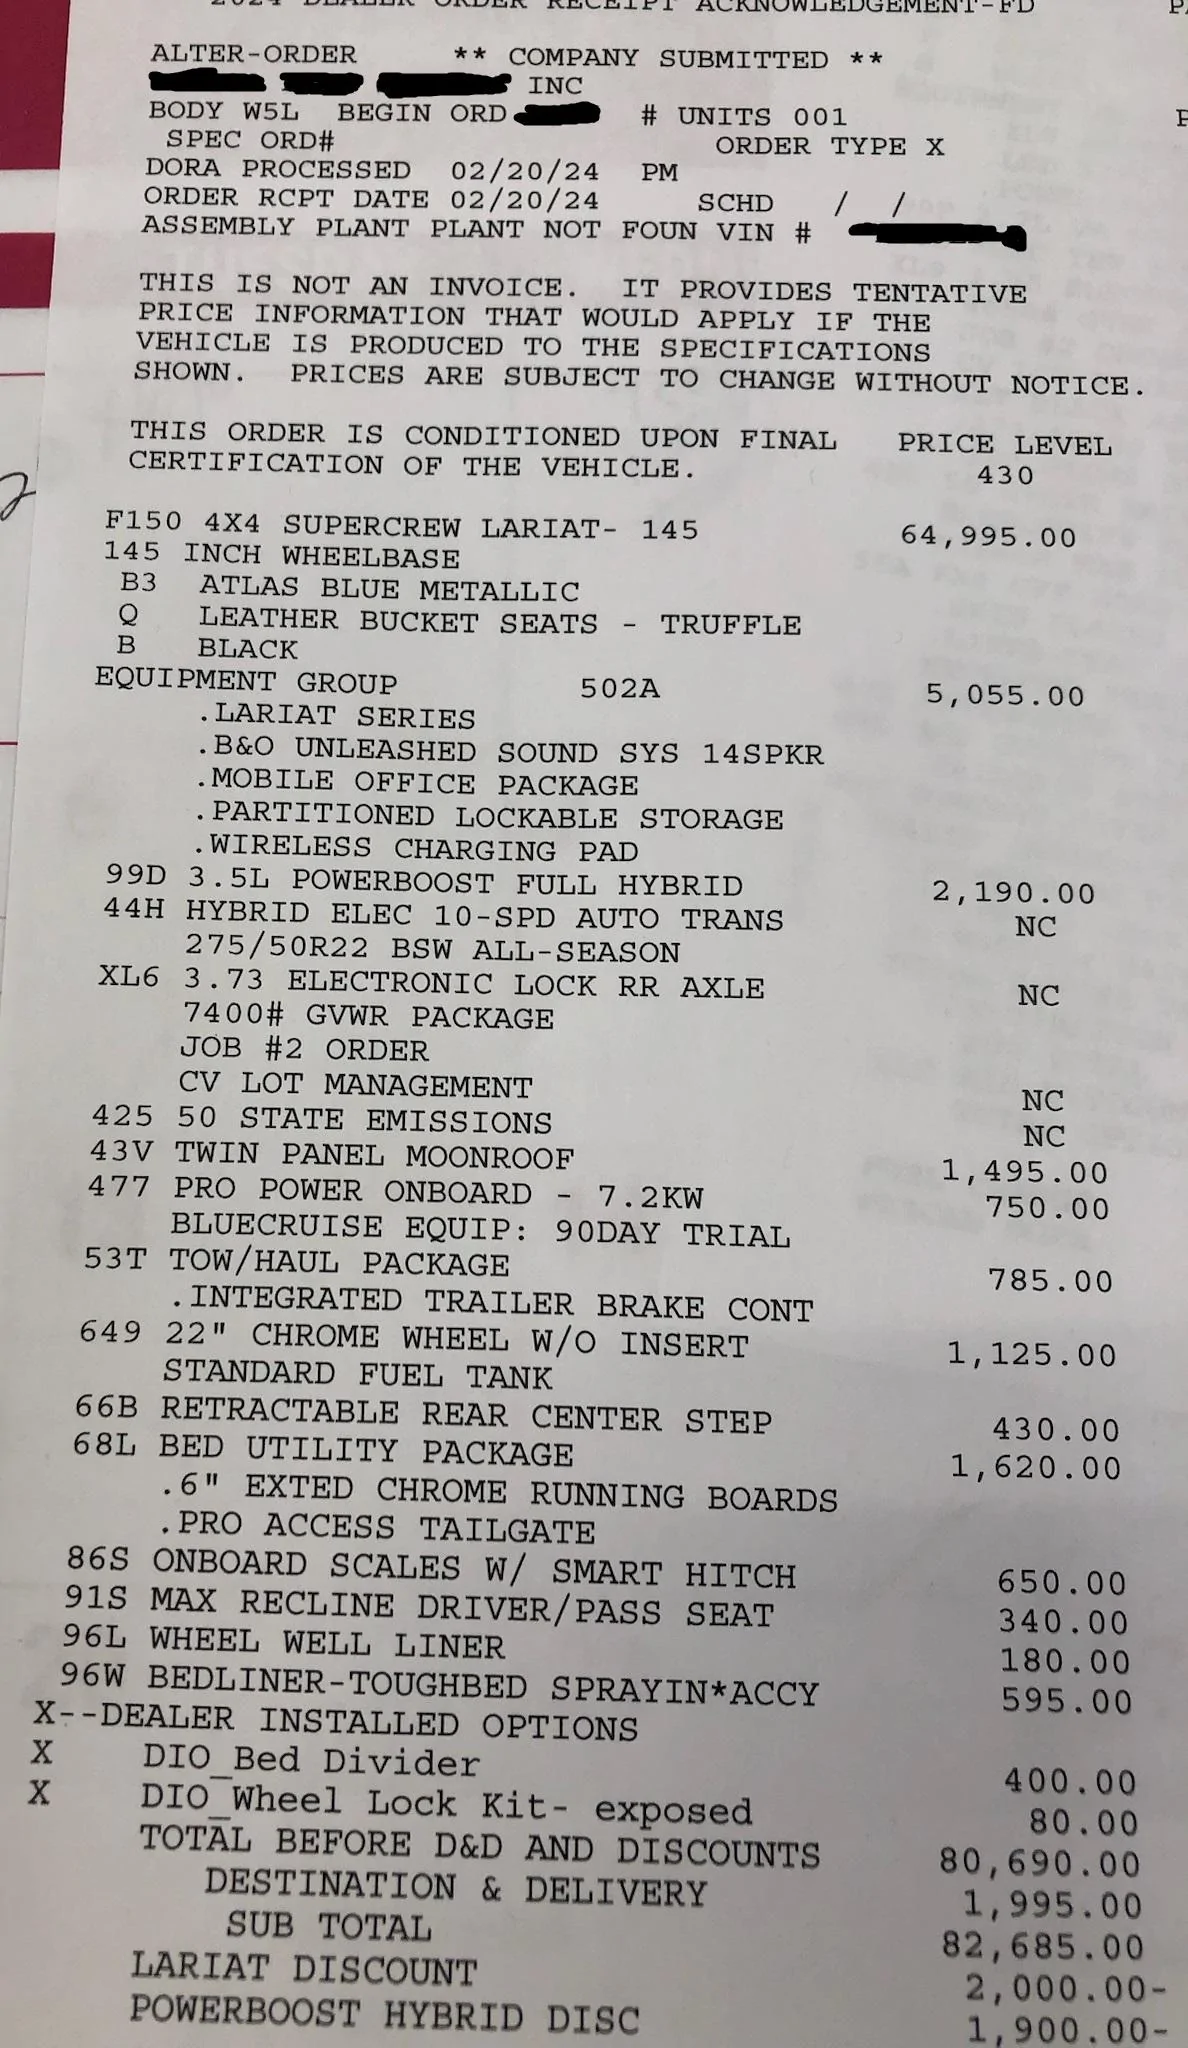 2024 DEALER ORDER RECEIPT ACKNOWLEDGEMENT-FD
ALTER-ORDER ** COMPANY SUBMITTED **
INC
BODY W5L BEGIN ORD # UNITS 001
SPEC ORD# ORDER TYPE X
DORA PROCESSED 02/20/24 PM
ORDER RCPT DATE 02/20/24 SCHD / /
ASSEMBLY PLANT PLANT NOT FOUN VIN #
THIS IS NOT AN INVOICE. IT PROVIDES TENTATIVE
PRICE INFORMATION THAT WOULD APPLY IF THE
VEHICLE IS PRODUCED TO THE SPECIFICATIONS
SHOWN. PRICES ARE SUBJECT TO CHANGE WITHOUT NOTICE.
THIS ORDER IS CONDITIONED UPON FINAL PRICE LEVEL
CERTIFICATION OF THE VEHICLE. 430
F150 4X4 SUPERCREW LARIAT- 145 64,995.00
145 INCH WHEELBASE
B3 ATLAS BLUE METALLIC
Q LEATHER BUCKET SEATS - TRUFFLE
B BLACK
EQUIPMENT GROUP 502A 5,055.00
.LARIAT SERIES
.B&O UNLEASHED SOUND SYS 14SPKR
.MOBILE OFFICE PACKAGE
.PARTITIONED LOCKABLE STORAGE
.WIRELESS CHARGING PAD
99D 3.5L POWERBOOST FULL HYBRID 2,190.00
44H HYBRID ELEC 10-SPD AUTO TRANS NC
275/50R22 BSW ALL-SEASON
XL6 3.73 ELECTRONIC LOCK RR AXLE NC
7400# GVWR PACKAGE
JOB #2 ORDER
CV LOT MANAGEMENT NC
425 50 STATE EMISSIONS NC
43V TWIN PANEL MOONROOF 1,495.00
477 PRO POWER ONBOARD - 7.2KW 750.00
BLUECRUISE EQUIP: 90DAY TRIAL
53T TOW/HAUL PACKAGE 785.00
.INTEGRATED TRAILER BRAKE CONT
649 22" CHROME WHEEL W/O INSERT 1,125.00
STANDARD FUEL TANK
66B RETRACTABLE REAR CENTER STEP 430.00
68L BED UTILITY PACKAGE 1,620.00
.6" EXTED CHROME RUNNING BOARDS
.PRO ACCESS TAILGATE
86S ONBOARD SCALES W/ SMART HITCH 650.00
91S MAX RECLINE DRIVER/PASS SEAT 340.00
96L WHEEL WELL LINER 180.00
96W BEDLINER-TOUGHBED SPRAYIN*ACCY 595.00
X--DEALER INSTALLED OPTIONS
X DIO_Bed Divider 400.00
X DIO_Wheel Lock Kit- exposed 80.00
TOTAL BEFORE D&D AND DISCOUNTS 80,690.00
DESTINATION & DELIVERY 1,995.00
SUB TOTAL 82,685.00
LARIAT DISCOUNT 2,000.00-
POWERBOOST HYBRID DISC 1,900.00-